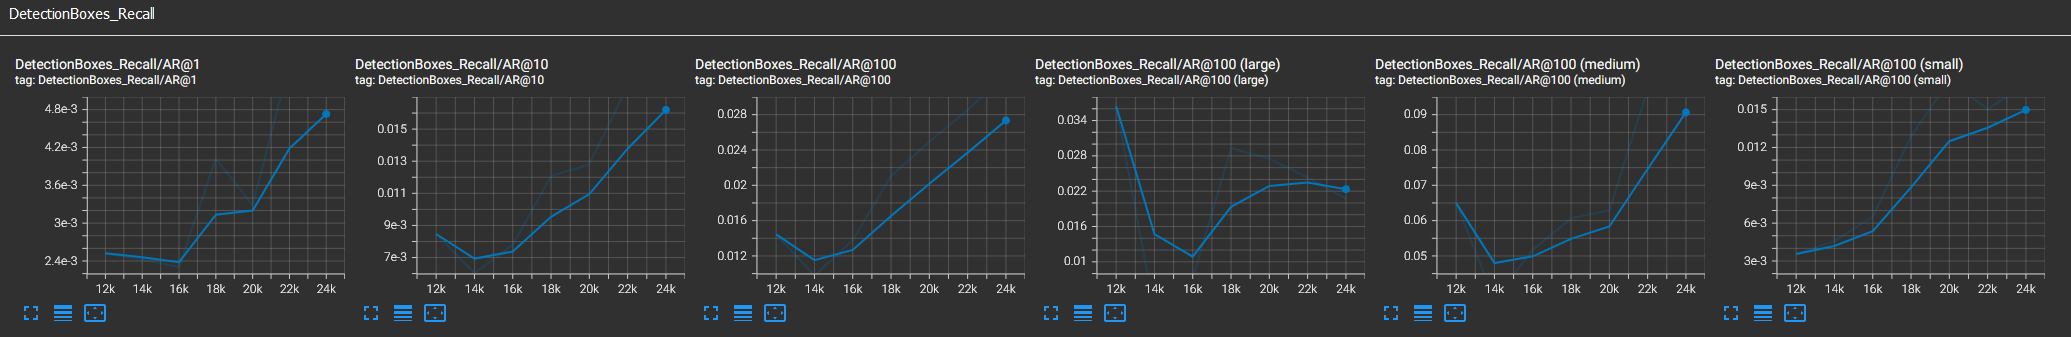 DetectionBoxes_Recall
DetectionBoxes_Recall/AR@1
tag: DetectionBoxes_Recall/AR@1
4.8e-3
4.2e-3
3.6e-3
3e-3
2.4e-3
12k 14k 16k 18k 20k 22k 24k
DetectionBoxes_Recall/AR@10
tag: DetectionBoxes_Recall/AR@10
0.015
0.013
0.011
9e-3
7e-3
12k 14k 16k 18k 20k 22k 24k
DetectionBoxes_Recall/AR@100
tag: DetectionBoxes_Recall/AR@100
0.028
0.024
0.02
0.016
0.012
12k 14k 16k 18k 20k 22k 24k
DetectionBoxes_Recall/AR@100 (large)
tag: DetectionBoxes_Recall/AR@100 (large)
0.034
0.028
0.022
0.016
0.01
12k 14k 16k 18k 20k 22k 24k
DetectionBoxes_Recall/AR@100 (medium)
tag: DetectionBoxes_Recall/AR@100 (medium)
0.09
0.08
0.07
0.06
0.05
12k 14k 16k 18k 20k 22k 24k
DetectionBoxes_Recall/AR@100 (small)
tag: DetectionBoxes_Recall/AR@100 (small)
0.015
0.012
9e-3
6e-3
3e-3
12k 14k 16k 18k 20k 22k 24k